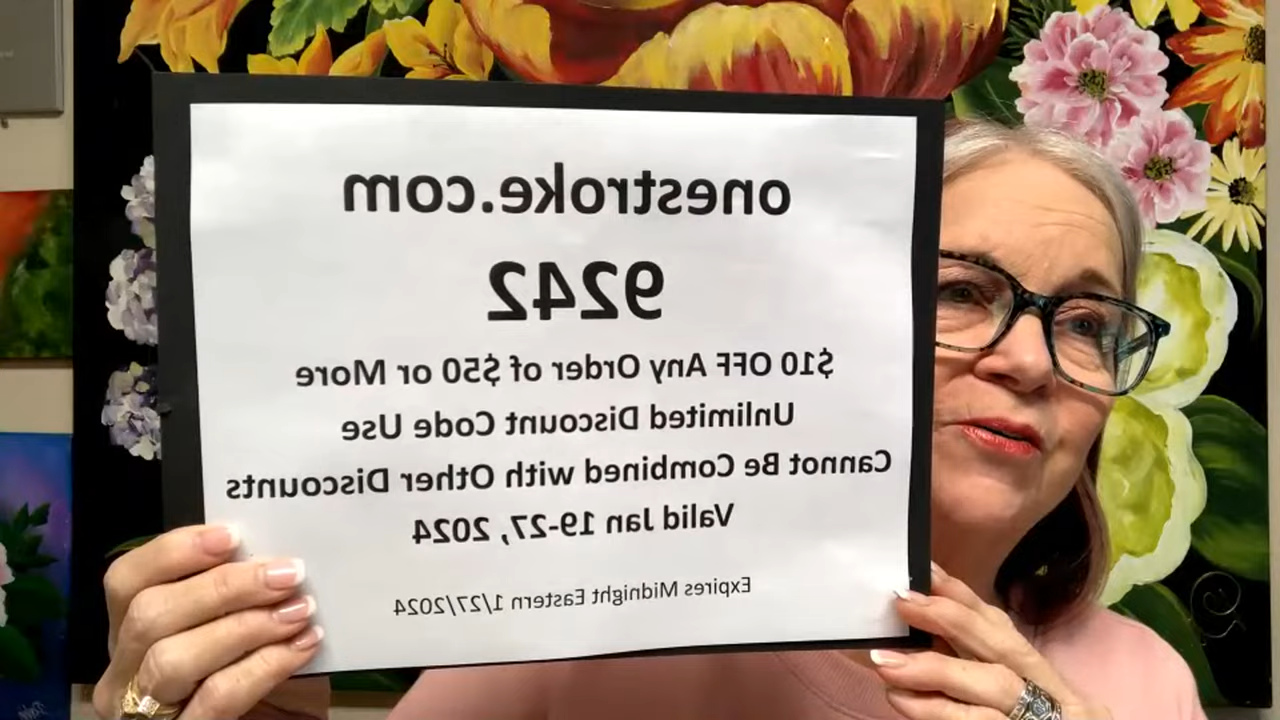 onestroke.com
9242
$10 OFF Any Order of $50 or More
Unlimited Discount Code Use
Cannot Be Combined with Other Discounts
Valid Jan 19-27, 2024
Expires Midnight Eastern 1/27/2024